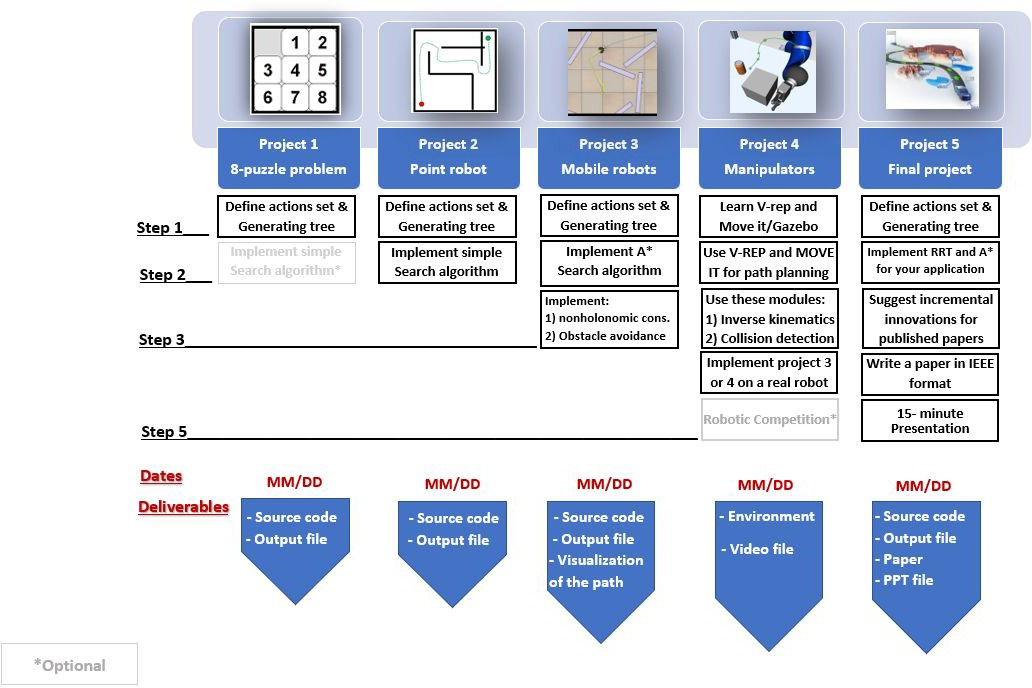 1 2
3 4 5
6 7 8
Project 1
8-puzzle problem
Project 2
Point robot
Project 3
Mobile robots
Project 4
Manipulators
Project 5
Final project
Step 1
Define actions set &
Generating tree
Define actions set &
Generating tree
Define actions set &
Generating tree
Learn V-rep and
Move it/Gazebo
Define actions set &
Generating tree
Step 2
Implement simple
Search algorithm*
Implement simple
Search algorithm
Implement A*
Search algorithm
Use V-REP and MOVE
IT for path planning
Implement RRT and A*
for your application
Step 3
Implement:
1) nonholonomic cons.
2) Obstacle avoidance
Use these modules:
1) Inverse kinematics
2) Collision detection
Suggest incremental
innovations for
published papers
Implement project 3
or 4 on a real robot
Write a paper in IEEE
format
Step 5
Robotic Competition*
15- minute
Presentation
Dates
MM/DD
MM/DD
MM/DD
MM/DD
MM/DD
Deliverables
- Source code
- Output file
- Source code
- Output file
- Source code
- Output file
- Visualization
of the path
- Environment
- Video file
- Source code
- Output file
- Paper
- PPT file
*Optional